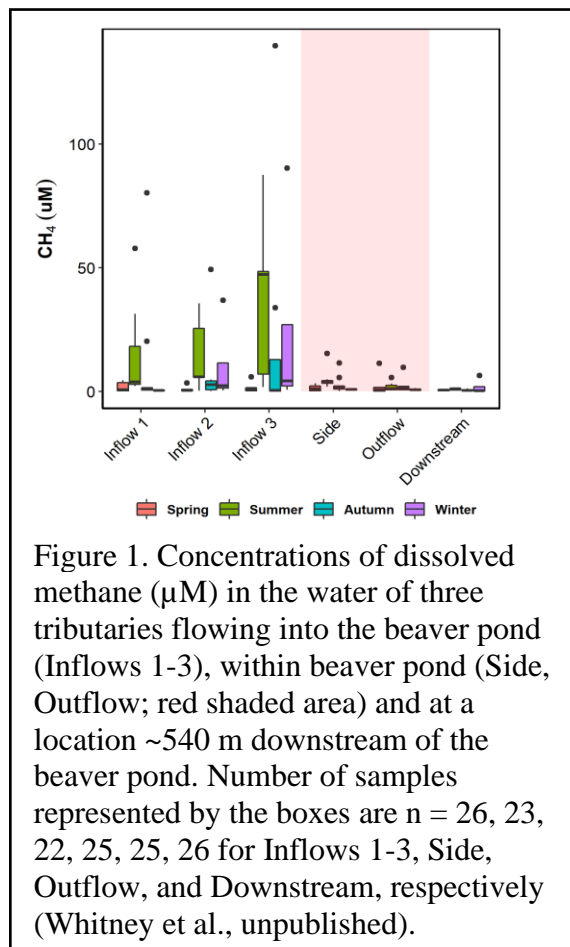 100
50
0
CH₄ (uM)
Inflow 1
Inflow 2
Inflow 3
Side
Outflow
Downstream
Spring Summer Autumn Winter
Figure 1. Concentrations of dissolved
methane (µM) in the water of three
tributaries flowing into the beaver pond
(Inflows 1-3), within beaver pond (Side,
Outflow; red shaded area) and at a
location ~540 m downstream of the
beaver pond. Number of samples
represented by the boxes are n = 26, 23,
22, 25, 25, 26 for Inflows 1-3, Side,
Outflow, and Downstream, respectively
(Whitney et al., unpublished).